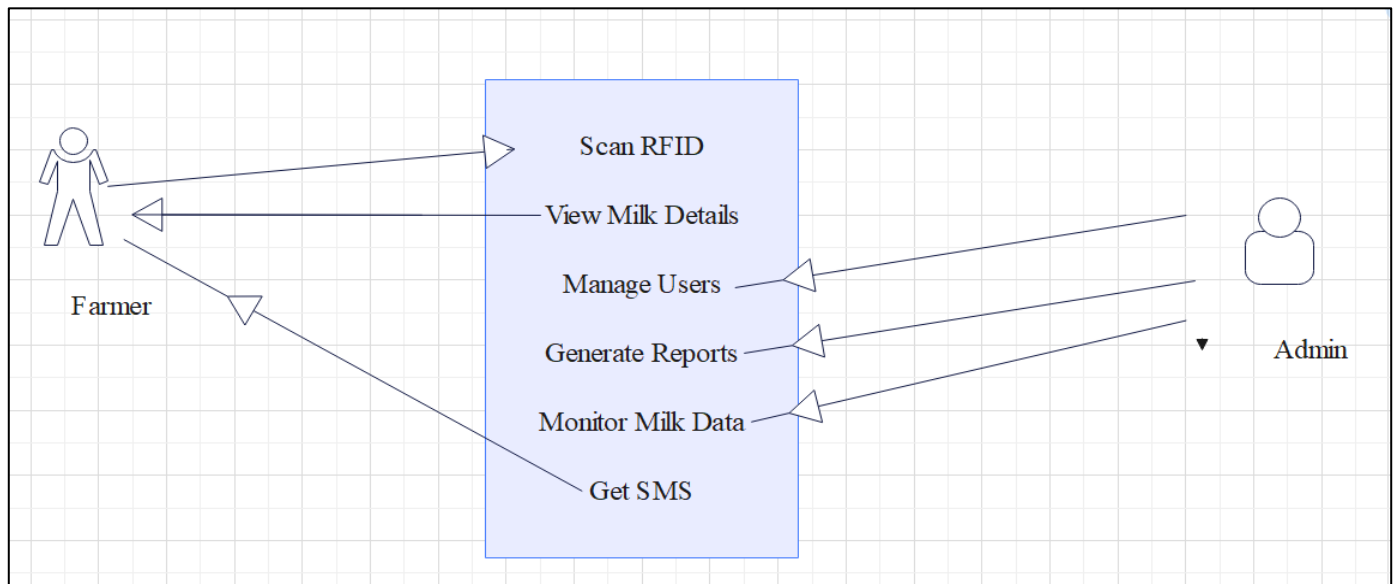 Scan RFID
View Milk Details
Manage Users
Farmer
Generate Reports
Admin
Monitor Milk Data
Get SMS